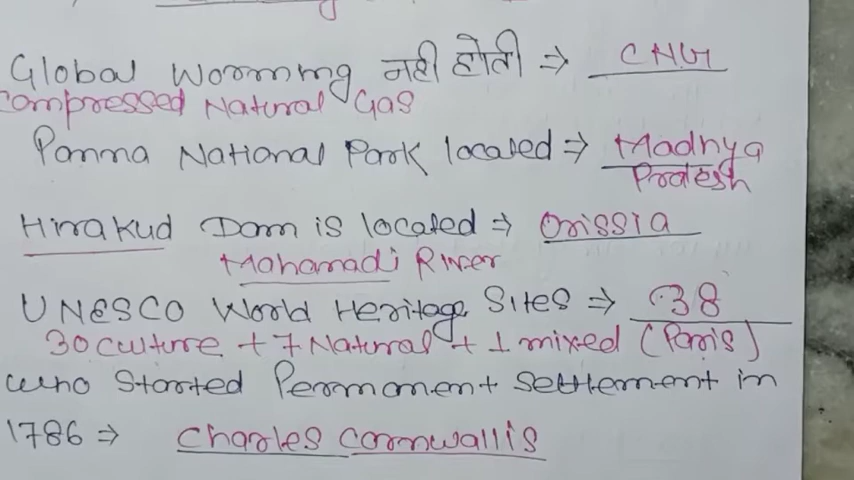 Global Worming नही होती ⇒ CNG
Compressed Natural Gas
Panna National Park located ⇒ Madhya
Pradesh
Hirakud Dam is located ⇒ Orissia
Mahanadi River
UNESCO World Heritage Sites ⇒ 38
30 culture + 7 Natural + 1 mixed (Paris)
Who Started Permanent Settlement in
1786 ⇒ Charles Cornwallis